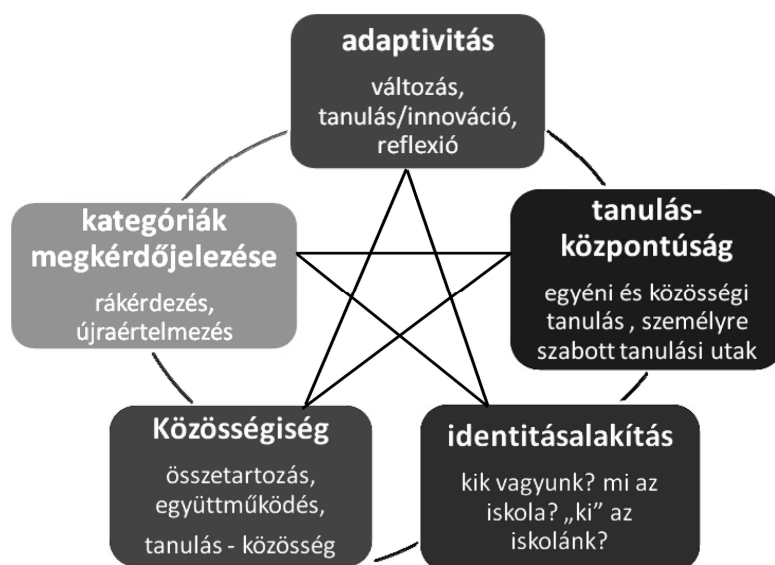 adaptivitás
változás,
tanulás/innováció,
reflexió
tanulás-
központúság
egyéni és közösségi
tanulás , személyre
szabott tanulási utak
identitásalakítás
kik vagyunk? mi az
iskola? „ki” az
iskolánk?
Közösségiség
összetartozás,
együttműködés,
tanulás - közösség
kategóriák
megkérdőjelezése
rákérdezés,
újraértelmezés